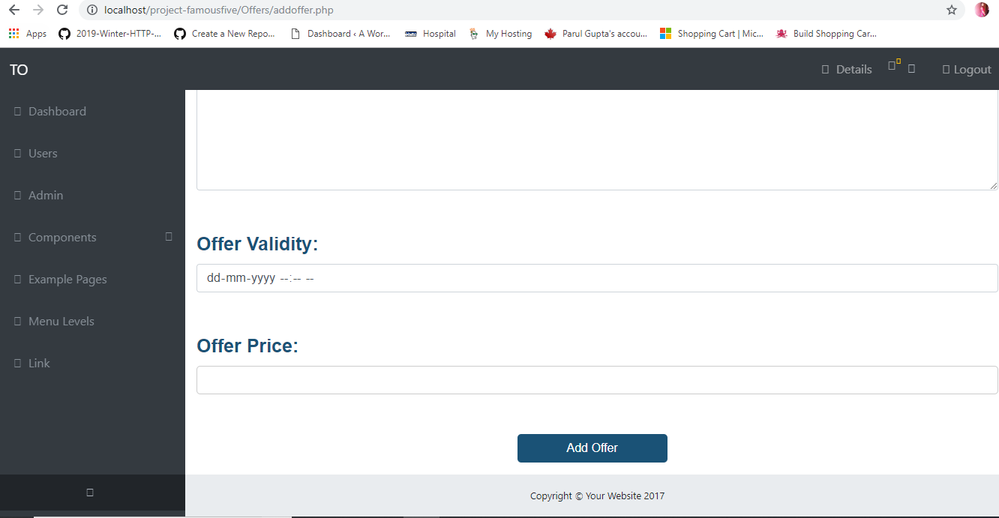 localhost/project-famousfive/Offers/addoffer.php
Apps 2019-Winter-HTTP-... Create a New Repo... Dashboard ‹ A Wor... Hospital My Hosting Parul Gupta's accou... Shopping Cart | Mic... Build Shopping Car...
TO Details Logout
Dashboard
Users
Admin
Components
Example Pages
Menu Levels
Link
Offer Validity:
dd-mm-yyyy --:-- --
Offer Price:
Add Offer
Copyright © Your Website 2017